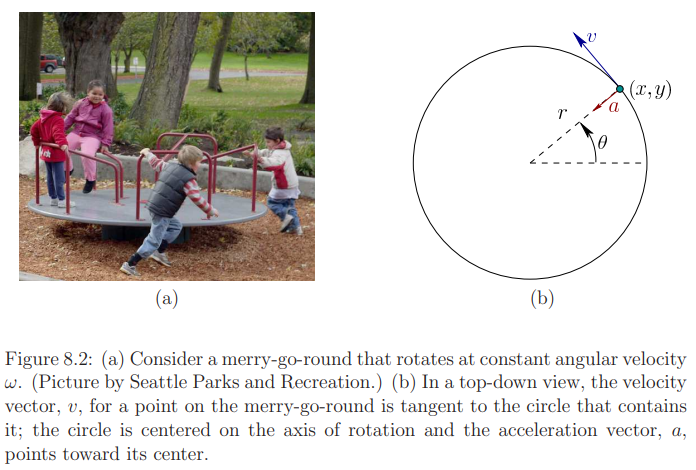 v
(x, y)
r
a
θ
(a)
(b)
Figure 8.2: (a) Consider a merry-go-round that rotates at constant angular velocity
ω. (Picture by Seattle Parks and Recreation.) (b) In a top-down view, the velocity
vector, v, for a point on the merry-go-round is tangent to the circle that contains
it; the circle is centered on the axis of rotation and the acceleration vector, a,
points toward its center.